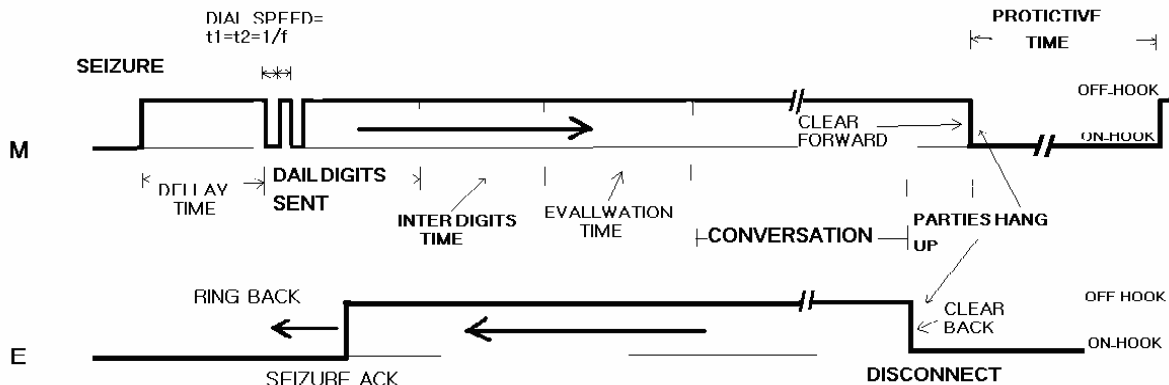 DIAL SPEED=
t1=t2=1/f
PROTICTIVE
TIME
SEIZURE
OFF-HOOK
M
CLEAR
FORWARD
ON-HOOK
DELLAY
TIME
DAIL DIGITS
SENT
INTER DIGITS
TIME
EVALLWATION
TIME
CONVERSATION
PARTIES HANG
UP
RING BACK
OFF HOOK
CLEAR
BACK
E
ON-HOOK
SEIZURE ACK
DISCONNECT